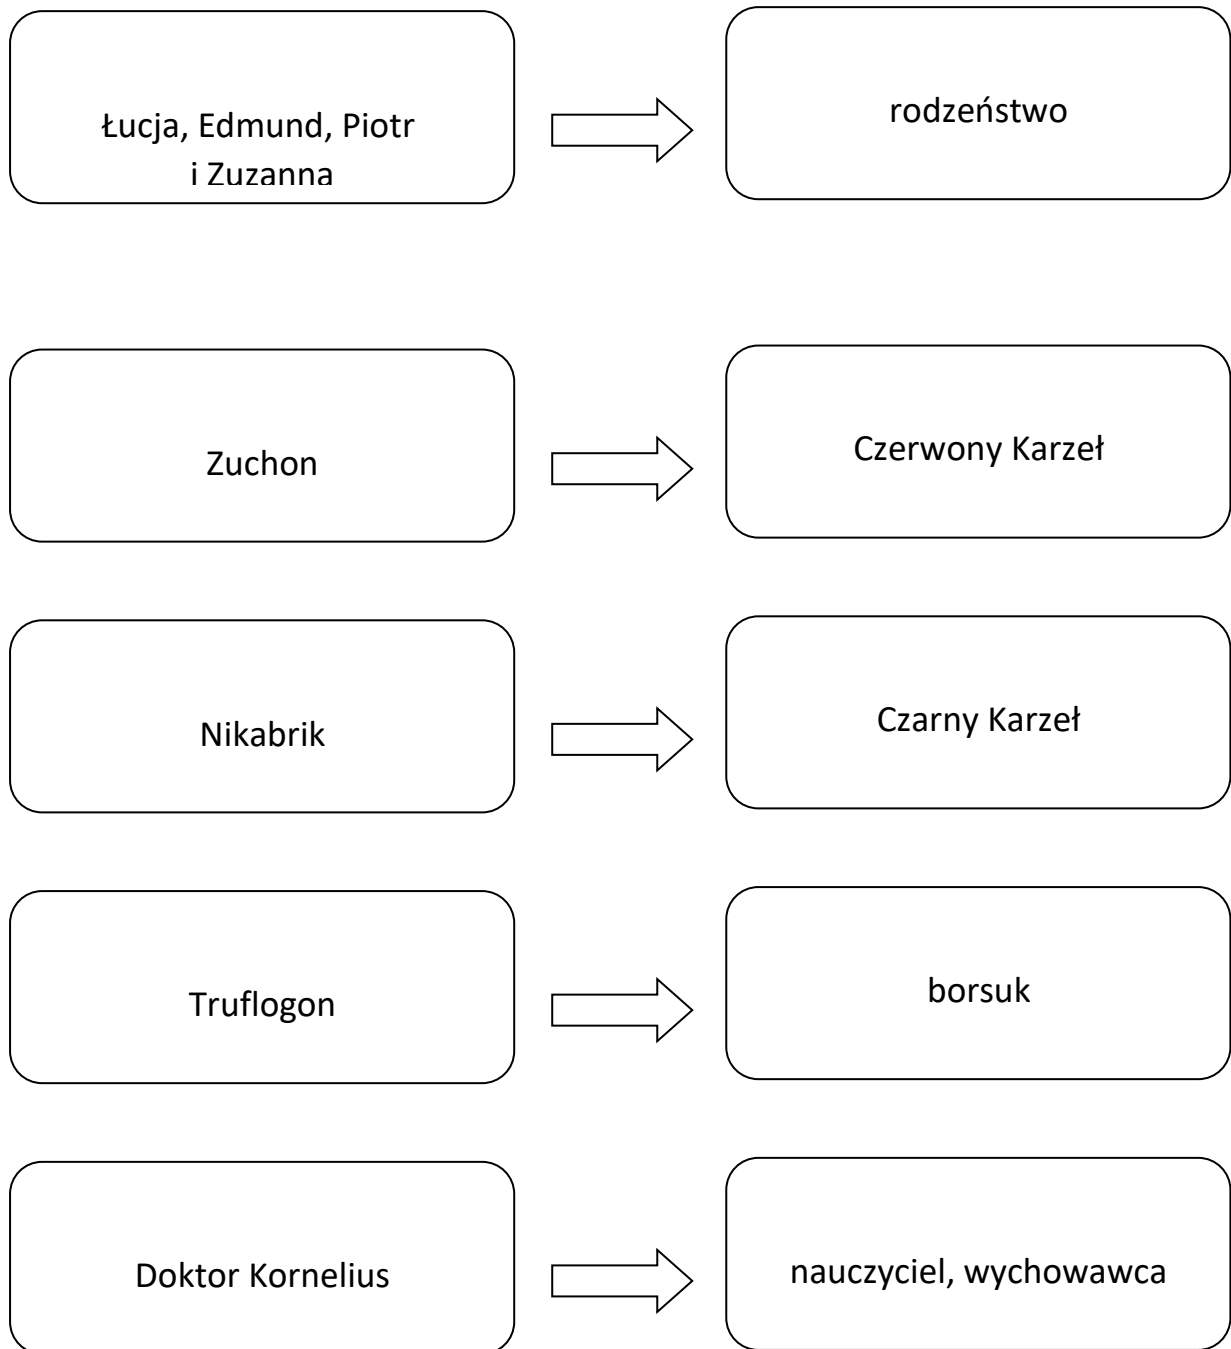 Łucja, Edmund, Piotr
i Zuzanna
rodzeństwo
Zuchon
Czerwony Karzeł
Nikabrik
Czarny Karzeł
Truflogon
borsuk
Doktor Kornelius
nauczyciel, wychowawca